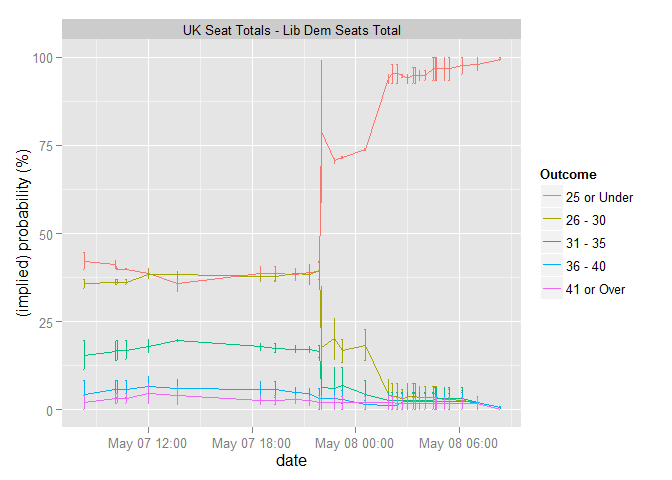 UK Seat Totals - Lib Dem Seats Total
(implied) probability (%)
100
75
50
25
0
May 07 12:00
May 07 18:00
May 08 00:00
May 08 06:00
date
Outcome
25 or Under
26 - 30
31 - 35
36 - 40
41 or Over